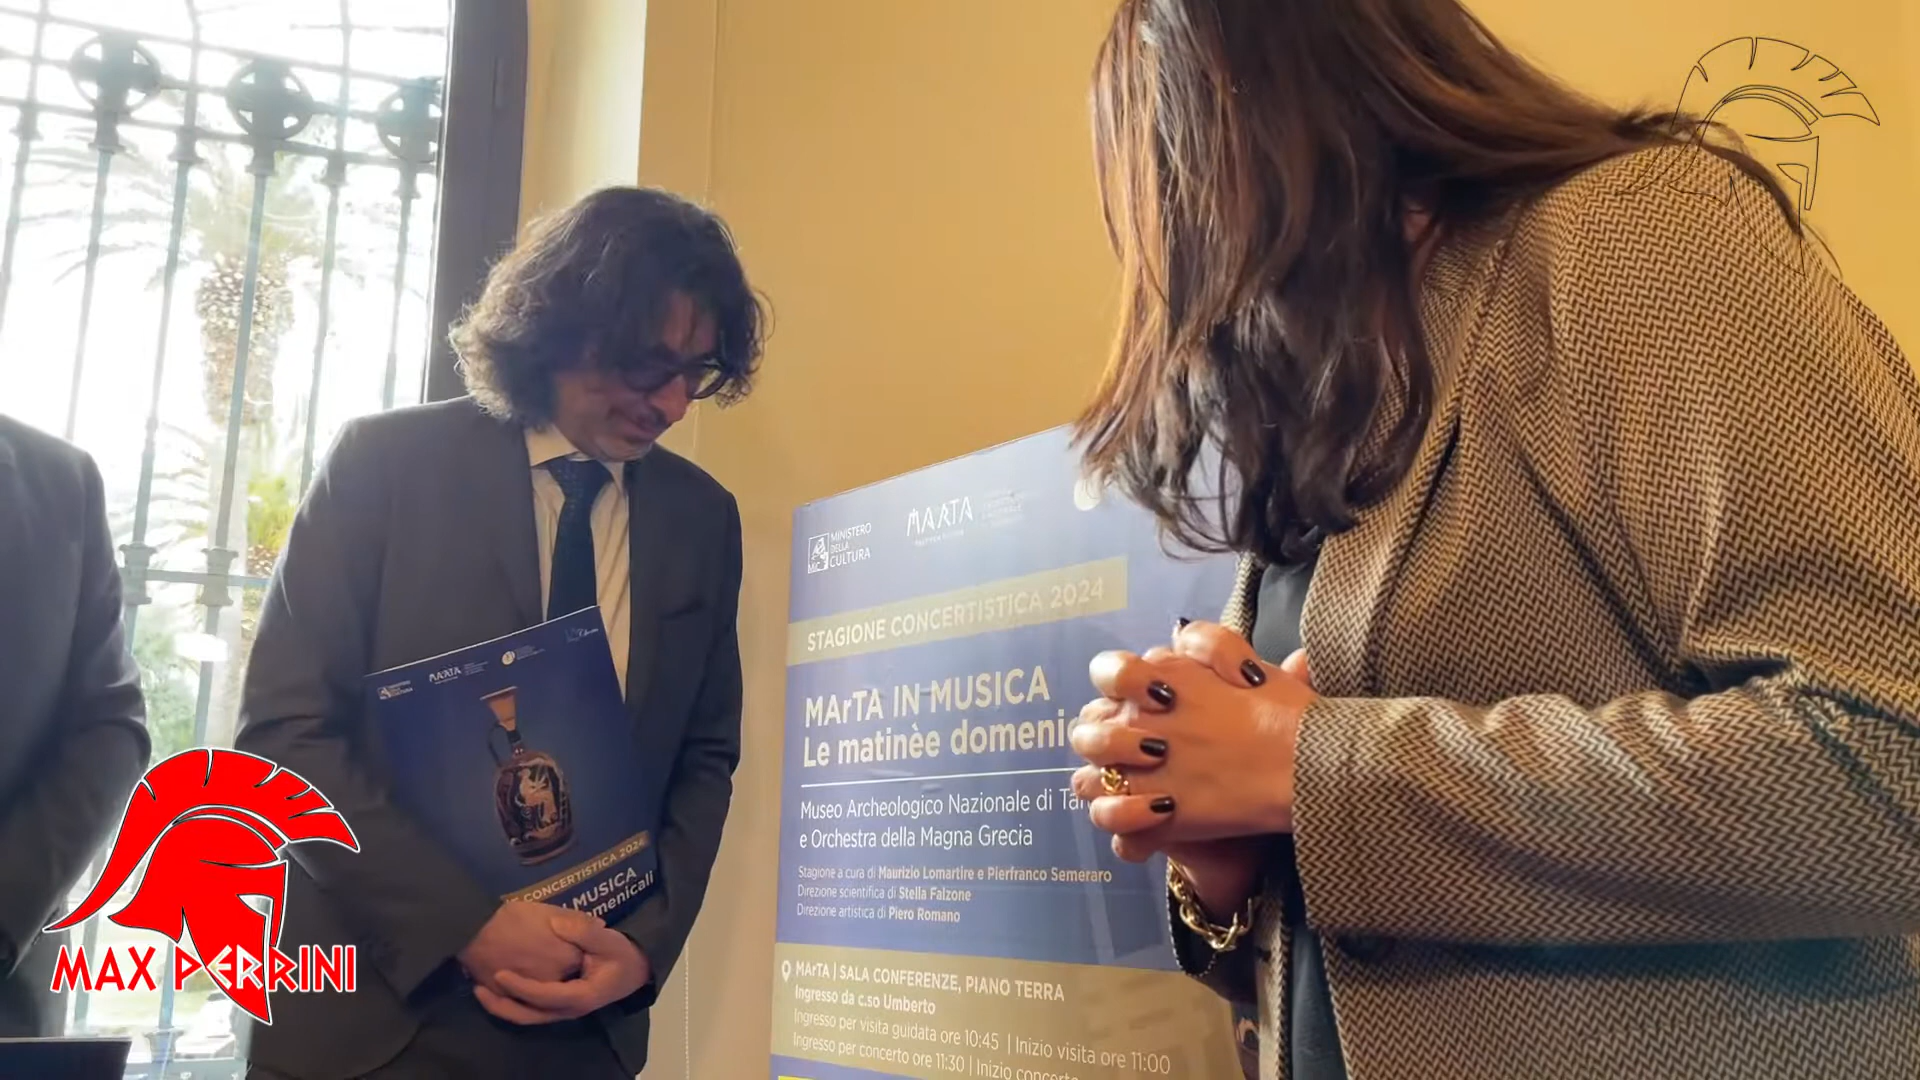 MINISTERO
DELLA
CULTURA
MiC
MArTA
STAGIONE CONCERTISTICA 2024
MArTA IN MUSICA
Le matinèe domenic
Museo Archeologico Nazionale di Tar
e Orchestra della Magna Grecia
Stagione a cura di Maurizio Lomartire e Pierfranco Semeraro
Direzione scientifica di Stella Falzone
Direzione artistica di Piero Romano
MArTA | SALA CONFERENZE, PIANO TERRA
Ingresso da c.so Umberto
Ingresso per visita guidata ore 10:45 | Inizio visita ore 11:00
Ingresso per concerto ore 11:30 | Inizio concerto
MArTA
CONCERTISTICA 2024
MUSICA
omenicali
MAX PERRINI